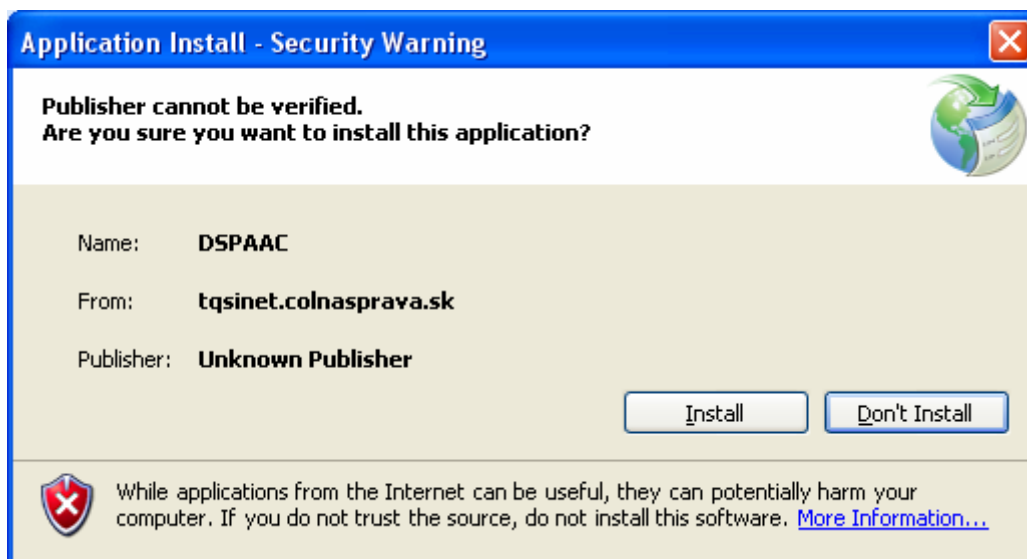 Application Install - Security Warning
Publisher cannot be verified.
Are you sure you want to install this application?
Name: DSPAAC
From: tqsinet.colnasprava.sk
Publisher: Unknown Publisher
Install Don't Install
While applications from the Internet can be useful, they can potentially harm your
computer. If you do not trust the source, do not install this software. More Information...